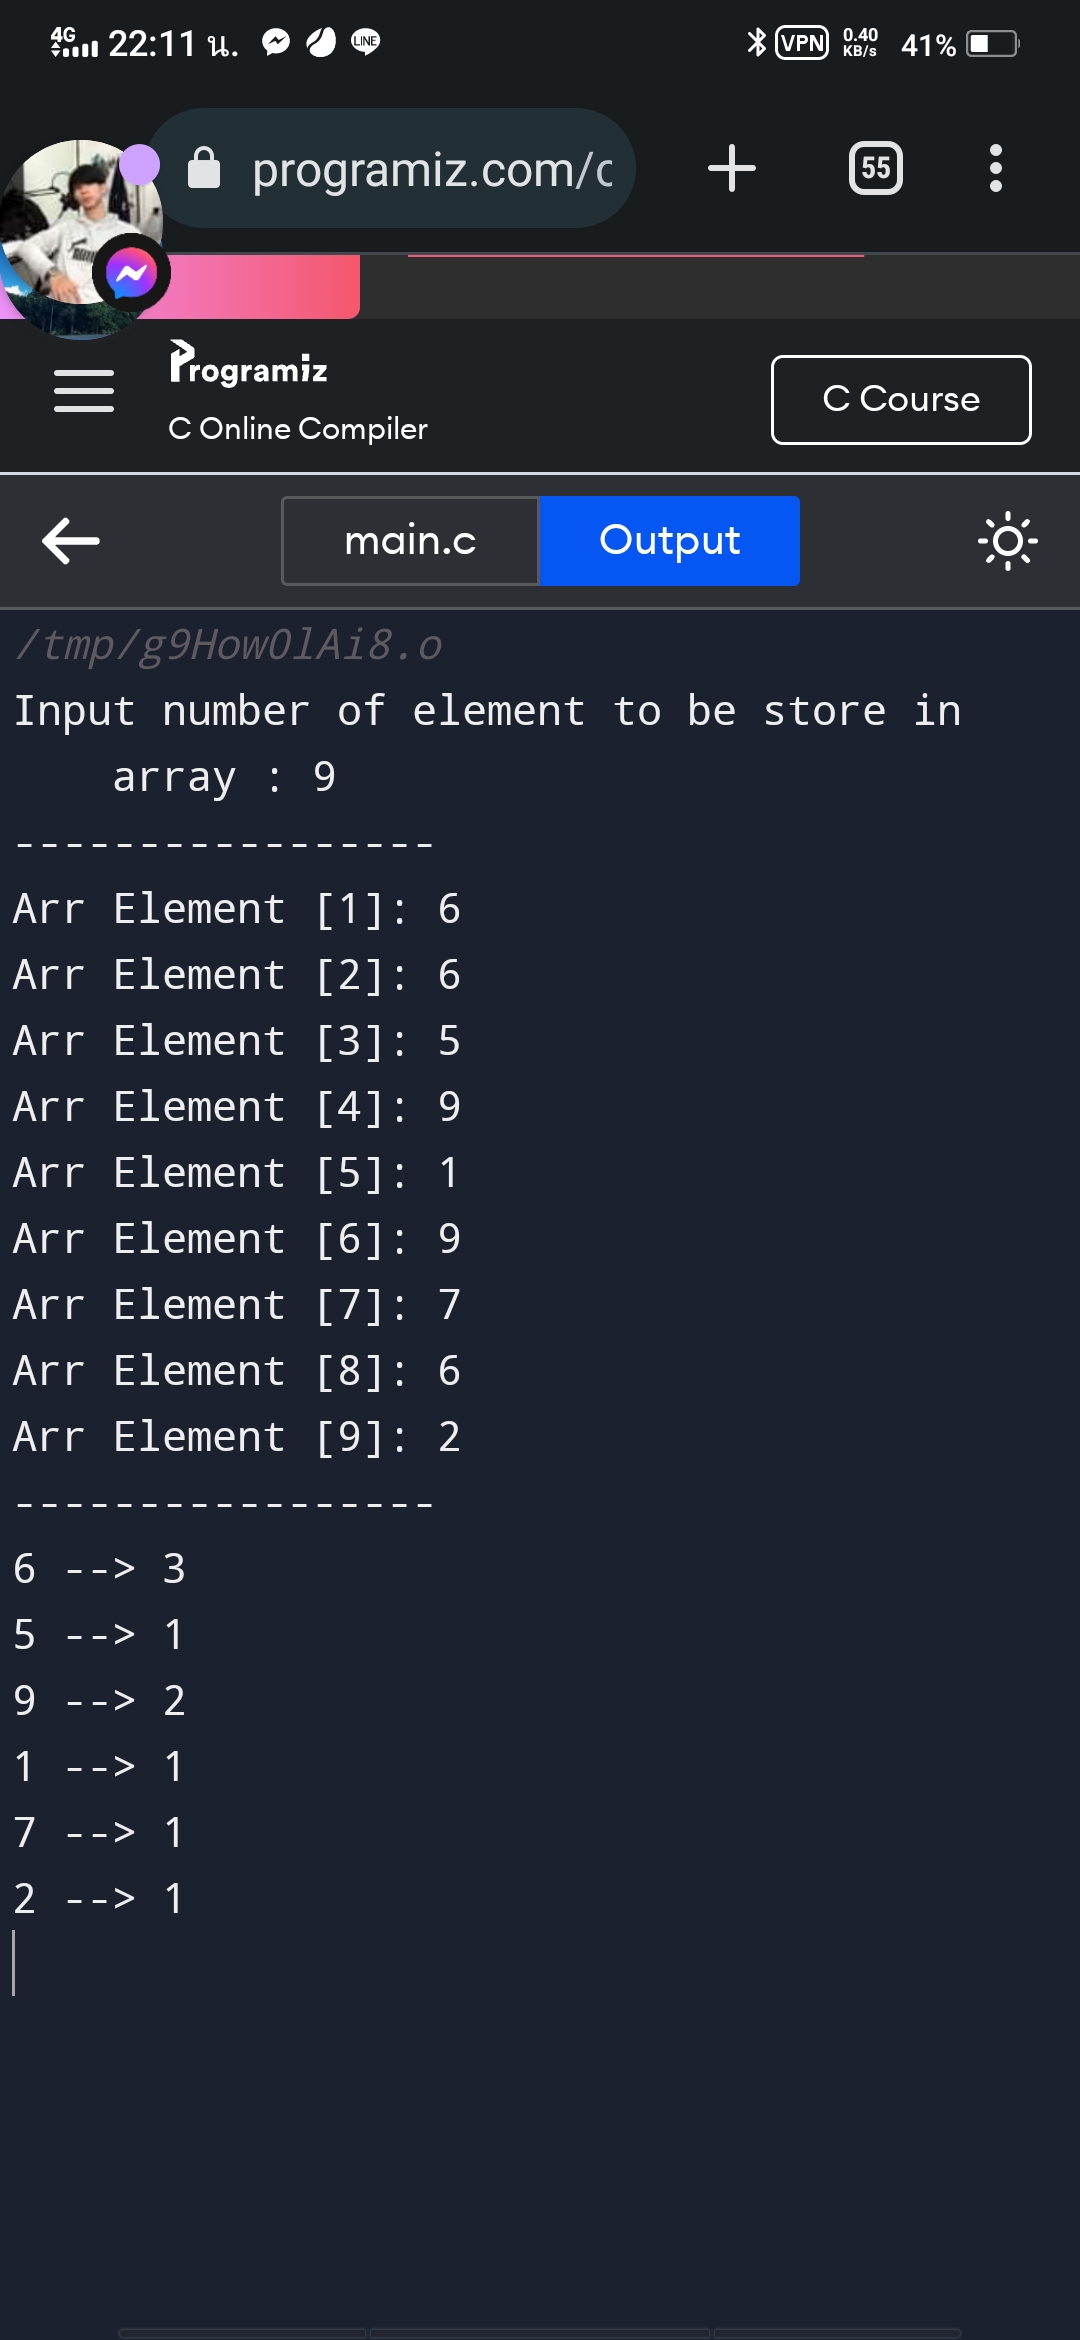 4G 22:11 น. LINE VPN 0.40 KB/s 41%
programiz.com/c 55
Programiz
C Online Compiler
C Course
main.c Output
/tmp/g9HowOlAi8.o
Input number of element to be store in
array : 9
-----------------
Arr Element [1]: 6
Arr Element [2]: 6
Arr Element [3]: 5
Arr Element [4]: 9
Arr Element [5]: 1
Arr Element [6]: 9
Arr Element [7]: 7
Arr Element [8]: 6
Arr Element [9]: 2
-----------------
6 --> 3
5 --> 1
9 --> 2
1 --> 1
7 --> 1
2 --> 1